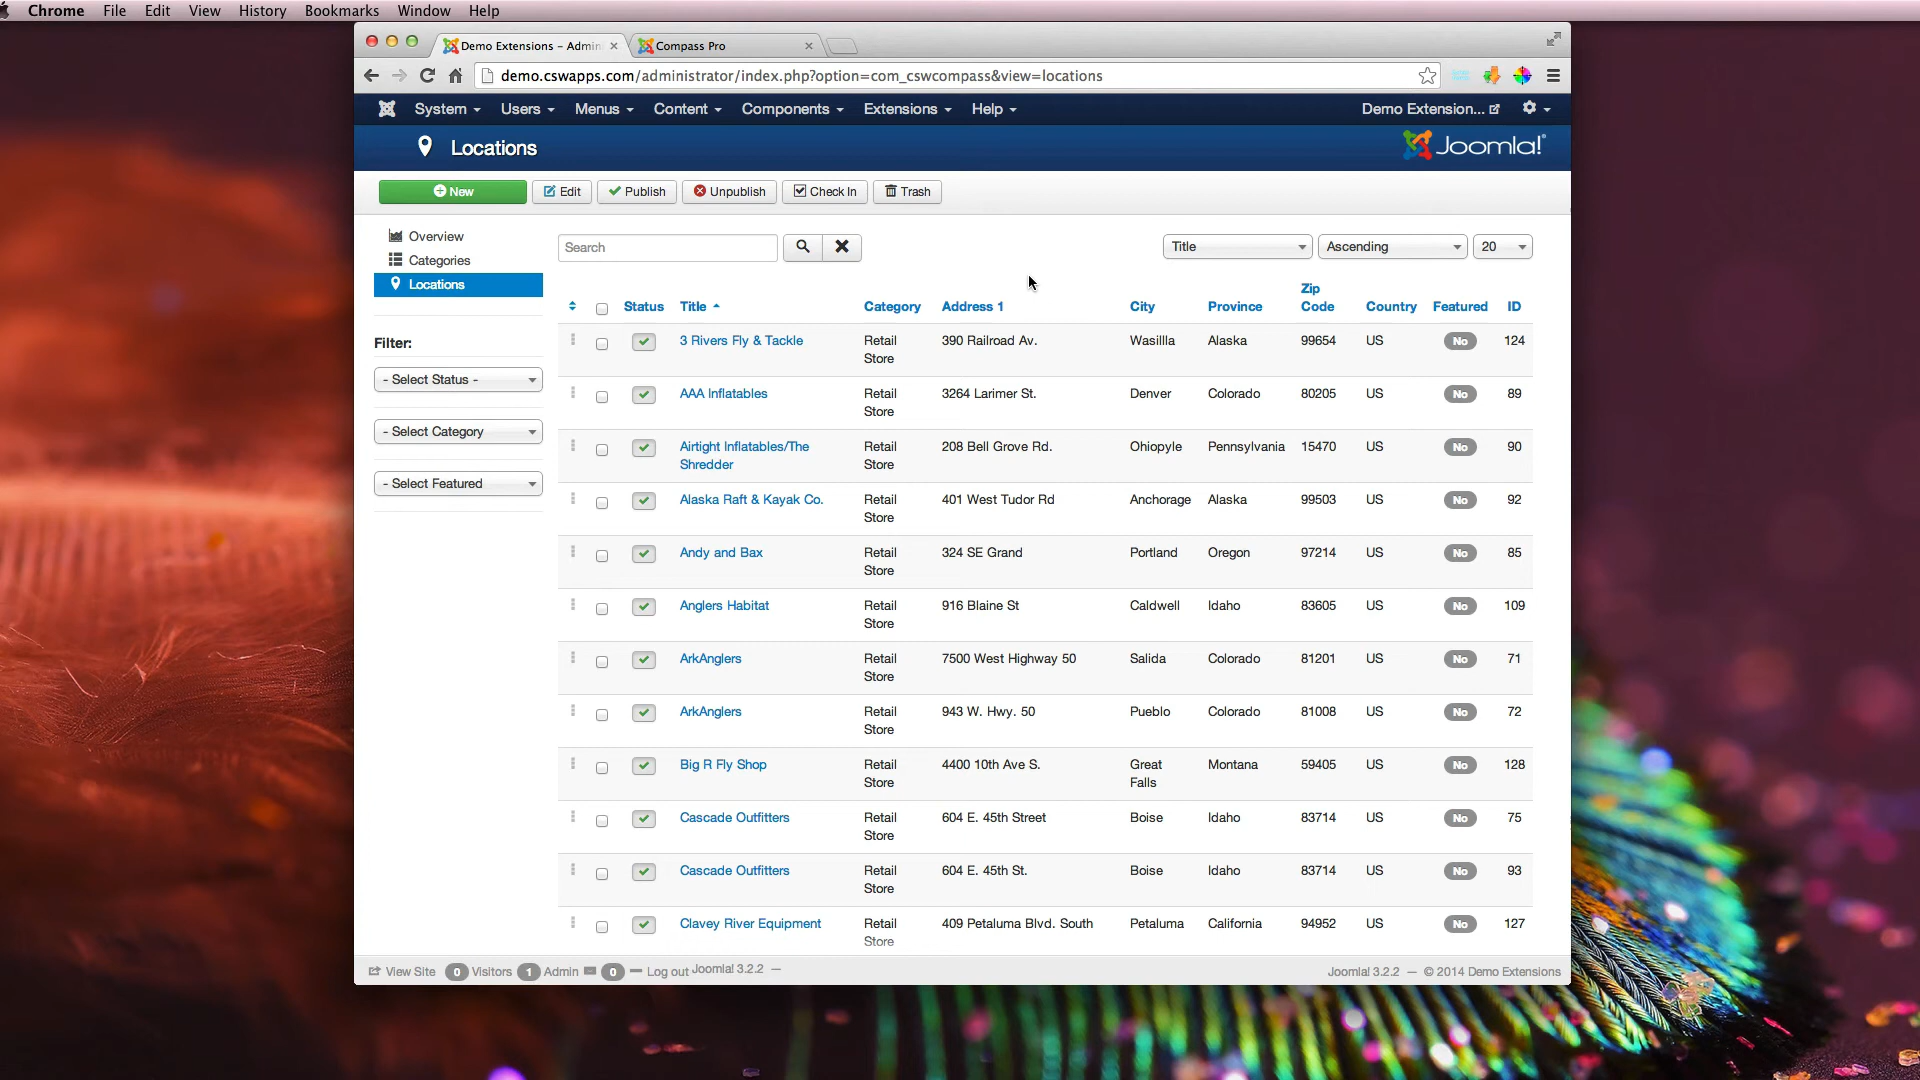 Chrome File Edit View History Bookmarks Window Help
Demo Extensions – Admin
Compass Pro
demo.cswapps.com/administrator/index.php?option=com_cswcompass&view=locations
System Users Menus Content Components Extensions Help Demo Extension...
Locations
Joomla!
New Edit Publish Unpublish Check In Trash
Overview
Categories
Locations
Filter:
- Select Status -
- Select Category
- Select Featured
Search Title Ascending 20
Status Title Category Address 1 City Province Zip Code Country Featured ID
3 Rivers Fly & Tackle Retail Store 390 Railroad Av. Wasillla Alaska 99654 US No 124
AAA Inflatables Retail Store 3264 Larimer St. Denver Colorado 80205 US No 89
Airtight Inflatables/The Shredder Retail Store 208 Bell Grove Rd. Ohiopyle Pennsylvania 15470 US No 90
Alaska Raft & Kayak Co. Retail Store 401 West Tudor Rd Anchorage Alaska 99503 US No 92
Andy and Bax Retail Store 324 SE Grand Portland Oregon 97214 US No 85
Anglers Habitat Retail Store 916 Blaine St Caldwell Idaho 83605 US No 109
ArkAnglers Retail Store 7500 West Highway 50 Salida Colorado 81201 US No 71
ArkAnglers Retail Store 943 W. Hwy. 50 Pueblo Colorado 81008 US No 72
Big R Fly Shop Retail Store 4400 10th Ave S. Great Falls Montana 59405 US No 128
Cascade Outfitters Retail Store 604 E. 45th Street Boise Idaho 83714 US No 75
Cascade Outfitters Retail Store 604 E. 45th St. Boise Idaho 83714 US No 93
Clavey River Equipment Retail Store 409 Petaluma Blvd. South Petaluma California 94952 US No 127
View Site 0 Visitors 1 Admin 0 Log out Joomla! 3.2.2 — Joomla! 3.2.2 — © 2014 Demo Extensions